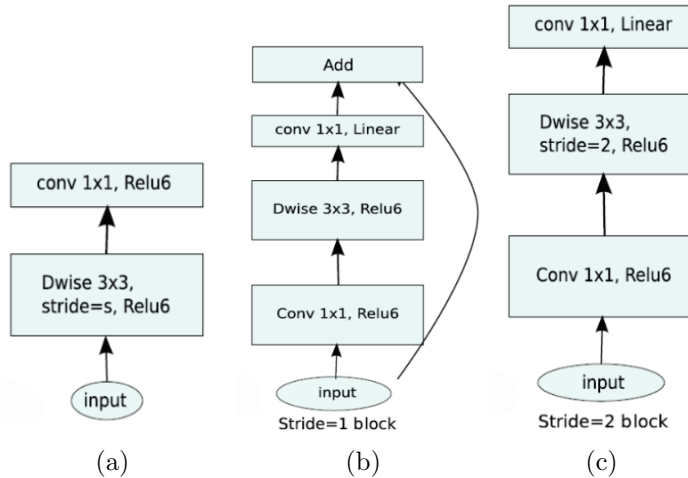 conv 1x1, Relu6
Dwise 3x3,
stride=s, Relu6
input
(a)
Add
conv 1x1, Linear
Dwise 3x3, Relu6
Conv 1x1, Relu6
input
Stride=1 block
(b)
conv 1x1, Linear
Dwise 3x3,
stride=2, Relu6
Conv 1x1, Relu6
input
Stride=2 block
(c)